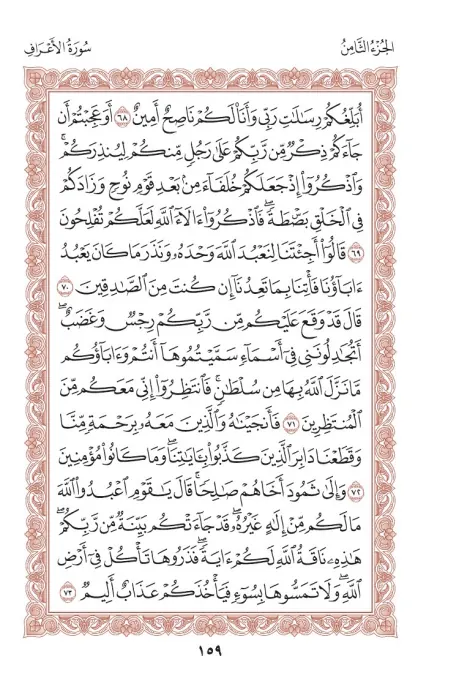 الجُزْءُ الثَّامِنُ
سُورَةُ الأَعْرَافِ
أُبَلِّغُكُمْ رِسَٰلَٰتِ رَبِّي وَأَنَا۠ لَكُمْ نَاصِحٌ أَمِينٌ ٦٨ أَوَعَجِبْتُمْ أَن
جَآءَكُمْ ذِكْرٌ مِّن رَّبِّكُمْ عَلَىٰ رَجُلٍ مِّنكُمْ لِيُنذِرَكُمْ ۚ
وَٱذْكُرُوٓا۟ إِذْ جَعَلَكُمْ خُلَفَآءَ مِنۢ بَعْدِ قَوْمِ نُوحٍ وَزَادَكُمْ
فِي ٱلْخَلْقِ بَصْۜطَةً ۖ فَٱذْكُرُوٓا۟ ءَالَآءَ ٱللَّهِ لَعَلَّكُمْ تُفْلِحُونَ
٦٩ قَالُوٓا۟ أَجِئْتَنَا لِنَعْبُدَ ٱللَّهَ وَحْدَهُۥ وَنَذَرَ مَا كَانَ يَعْبُدُ
ءَابَآؤُنَا فَأْتِنَا بِمَا تَعِدُنَآ إِن كُنتَ مِنَ ٱلصَّٰدِقِينَ ٧٠
قَالَ قَدْ وَقَعَ عَلَيْكُم مِّن رَّبِّكُمْ رِجْسٌ وَغَضَبٌ ۖ
أَتُجَٰدِلُونَنِي فِيٓ أَسْمَآءٍ سَمَّيْتُمُوهَآ أَنتُمْ وَءَابَآؤُكُم
مَّا نَزَّلَ ٱللَّهُ بِهَا مِن سُلْطَٰنٍ ۚ فَٱنتَظِرُوٓا۟ إِنِّي مَعَكُم مِّنَ
ٱلْمُنتَظِرِينَ ٧١ فَأَنجَيْنَٰهُ وَٱلَّذِينَ مَعَهُۥ بِرَحْمَةٍ مِّنَّا
وَقَطَعْنَا دَابِرَ ٱلَّذِينَ كَذَّبُوا۟ بِـَٔايَٰتِنَا ۖ وَمَا كَانُوا۟ مُؤْمِنِينَ
٧٢ وَإِلَىٰ ثَمُودَ أَخَاهُمْ صَٰلِحًا ۗ قَالَ يَٰقَوْمِ ٱعْبُدُوا۟ ٱللَّهَ
مَا لَكُم مِّنْ إِلَٰهٍ غَيْرُهُۥ ۖ قَدْ جَآءَتْكُم بَيِّنَةٌ مِّن رَّبِّكُمْ ۖ
هَٰذِهِۦ نَاقَةُ ٱللَّهِ لَكُمْ ءَايَةً ۖ فَذَرُوهَا تَأْكُلْ فِيٓ أَرْضِ
ٱللَّهِ ۖ وَلَا تَمَسُّوهَا بِسُوٓءٍ فَيَأْخُذَكُمْ عَذَابٌ أَلِيمٌ ٧٣
١٥٩